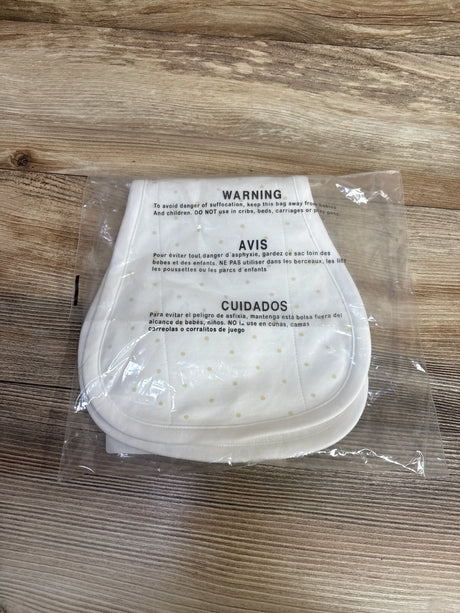 WARNING
To avoid danger of suffocation, keep this bag away from babies
And children. DO NOT use in cribs, beds, carriages or play pens
AVIS
Pour éviter tout danger d'asphyxie, gardez ce sac loin des
bebes et des enfants. NE PAS utiliser dans les berceaux, les lits
les poussettes ou les parcs d'enfants
CUIDADOS
Para evitar el peligro de asfixia, mantenga esta bolsa fuera del
alcance de bebés, niños. NO use en cunas, camas
carreolas o corralitos de juego